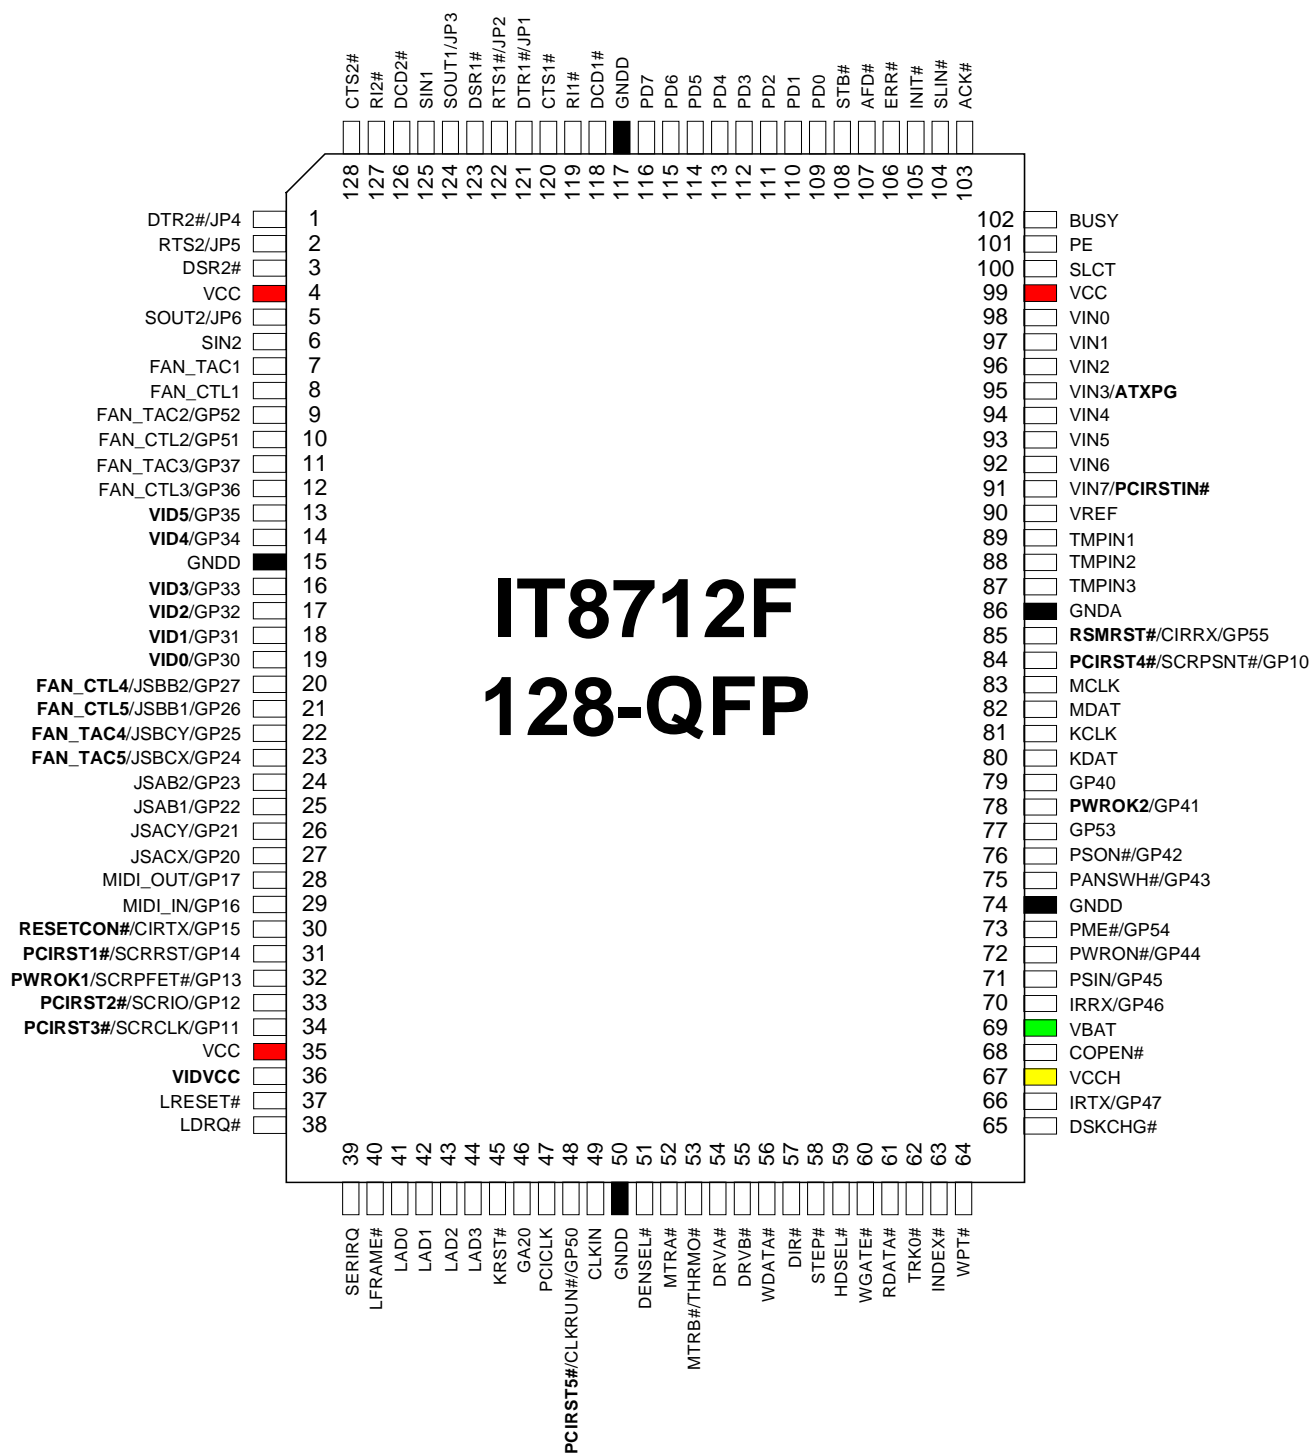 CTS2#
RI2#
DCD2#
SIN1
SOUT1/JP3
DSR1#
RTS1#/JP2
DTR1#/JP1
CTS1#
RI1#
DCD1#
GNDD
PD7
PD6
PD5
PD4
PD3
PD2
PD1
PD0
STB#
AFD#
ERR#
INIT#
SLIN#
ACK#
128
127
126
125
124
123
122
121
120
119
118
117
116
115
114
113
112
111
110
109
108
107
106
105
104
103
DTR2#/JP4 1
RTS2/JP5 2
DSR2# 3
VCC 4
SOUT2/JP6 5
SIN2 6
FAN_TAC1 7
FAN_CTL1 8
FAN_TAC2/GP52 9
FAN_CTL2/GP51 10
FAN_TAC3/GP37 11
FAN_CTL3/GP36 12
VID5/GP35 13
VID4/GP34 14
GNDD 15
VID3/GP33 16
VID2/GP32 17
VID1/GP31 18
VID0/GP30 19
FAN_CTL4/JSBB2/GP27 20
FAN_CTL5/JSBB1/GP26 21
FAN_TAC4/JSBCY/GP25 22
FAN_TAC5/JSBCX/GP24 23
JSAB2/GP23 24
JSAB1/GP22 25
JSACY/GP21 26
JSACX/GP20 27
MIDI_OUT/GP17 28
MIDI_IN/GP16 29
RESETCON#/CIRTX/GP15 30
PCIRST1#/SCRRST/GP14 31
PWROK1/SCRPFET#/GP13 32
PCIRST2#/SCRIO/GP12 33
PCIRST3#/SCRCLK/GP11 34
VCC 35
VIDVCC 36
LRESET# 37
LDRQ# 38
IT8712F
128-QFP
102 BUSY
101 PE
100 SLCT
99 VCC
98 VIN0
97 VIN1
96 VIN2
95 VIN3/ATXPG
94 VIN4
93 VIN5
92 VIN6
91 VIN7/PCIRSTIN#
90 VREF
89 TMPIN1
88 TMPIN2
87 TMPIN3
86 GNDA
85 RSMRST#/CIRRX/GP55
84 PCIRST4#/SCRPSNT#/GP10
83 MCLK
82 MDAT
81 KCLK
80 KDAT
79 GP40
78 PWROK2/GP41
77 GP53
76 PSON#/GP42
75 PANSWH#/GP43
74 GNDD
73 PME#/GP54
72 PWRON#/GP44
71 PSIN/GP45
70 IRRX/GP46
69 VBAT
68 COPEN#
67 VCCH
66 IRTX/GP47
65 DSKCHG#
39
40
41
42
43
44
45
46
47
48
49
50
51
52
53
54
55
56
57
58
59
60
61
62
63
64
SERIRQ
LFRAME#
LAD0
LAD1
LAD2
LAD3
KRST#
GA20
PCICLK
PCIRST5#/CLKRUN#/GP50
CLKIN
GNDD
DENSEL#
MTRA#
MTRB#/THRMO#
DRVA#
DRVB#
WDATA#
DIR#
STEP#
HDSEL#
WGATE#
RDATA#
TRK0#
INDEX#
WPT#